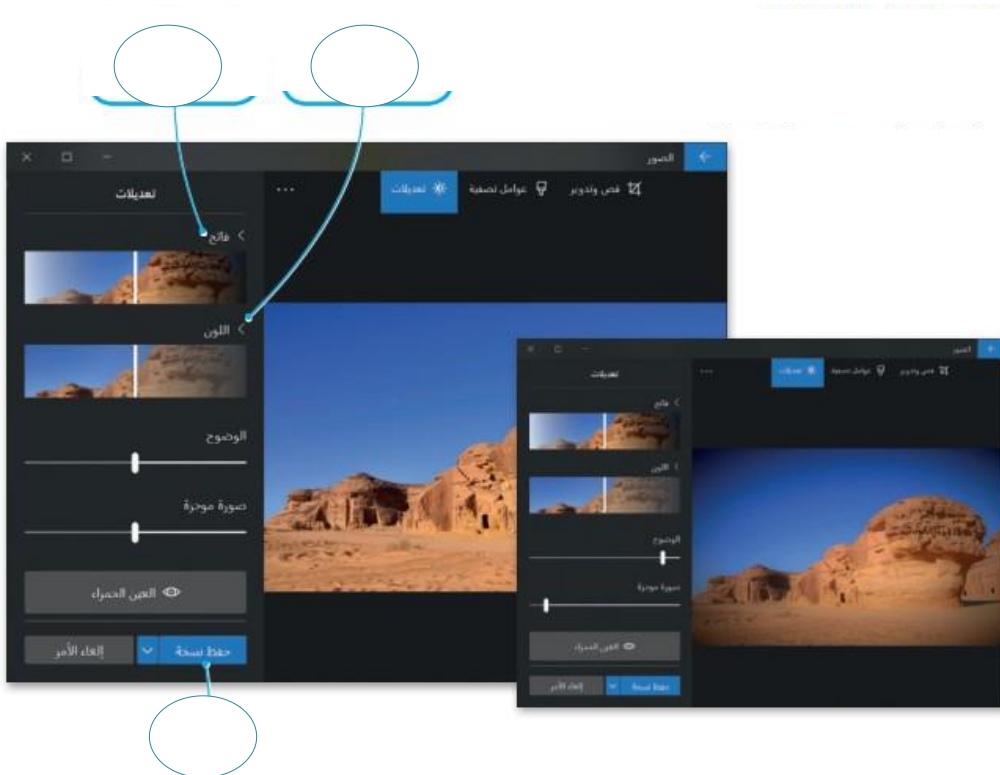 الصور
قص وتدوير
عوامل تصفية
تعديلات
...
تعديلات
فاتح
اللون
الوضوح
صورة موجزة
العين الحمراء
حفظ نسخة
إلغاء الأمر
الصور
قص وتدوير
عوامل تصفية
تعديلات
...
تعديلات
فاتح
اللون
الوضوح
صورة موجزة
العين الحمراء
حفظ نسخة
إلغاء الأمر